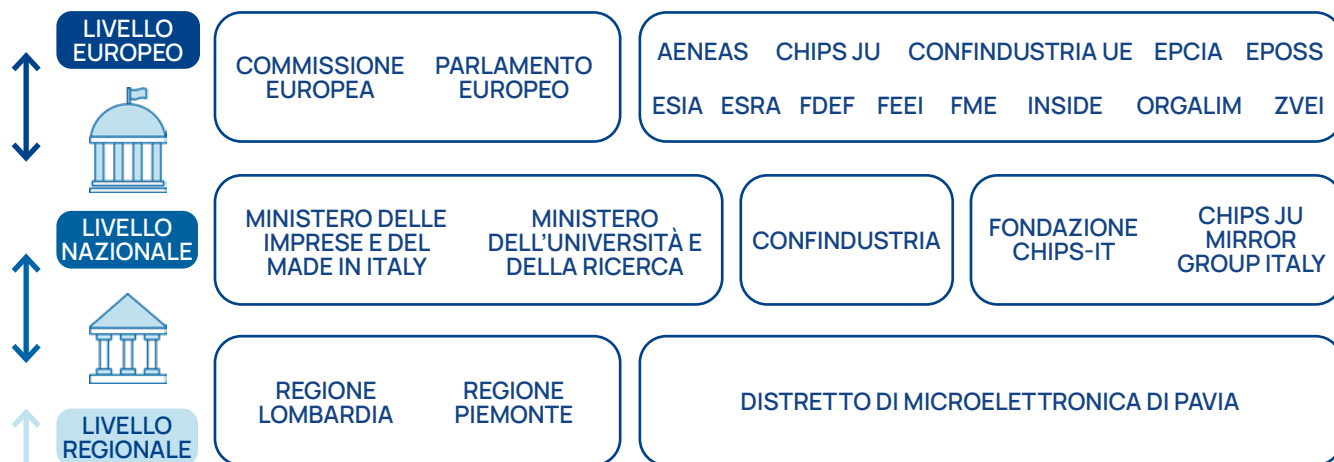 LIVELLO
EUROPEO
COMMISSIONE
EUROPEA
PARLAMENTO
EUROPEO
AENEAS CHIPS JU CONFINDUSTRIA UE EPCIA EPOSS
ESIA ESRA FDEF FEEI FME INSIDE ORGALIM ZVEI
LIVELLO
NAZIONALE
MINISTERO DELLE
IMPRESE E DEL
MADE IN ITALY
MINISTERO
DELL'UNIVERSITÀ E
DELLA RICERCA
CONFINDUSTRIA
FONDAZIONE
CHIPS-IT
CHIPS JU
MIRROR
GROUP ITALY
LIVELLO
REGIONALE
REGIONE
LOMBARDIA
REGIONE
PIEMONTE
DISTRETTO DI MICROELETTRONICA DI PAVIA